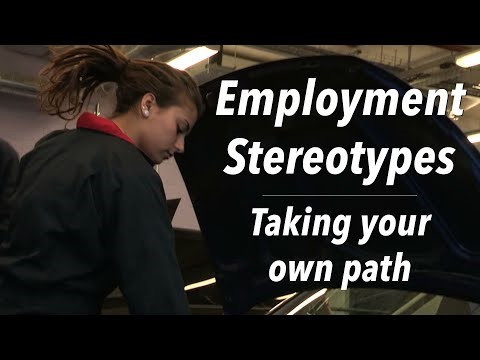 Employment
Stereotypes
Taking your
own path